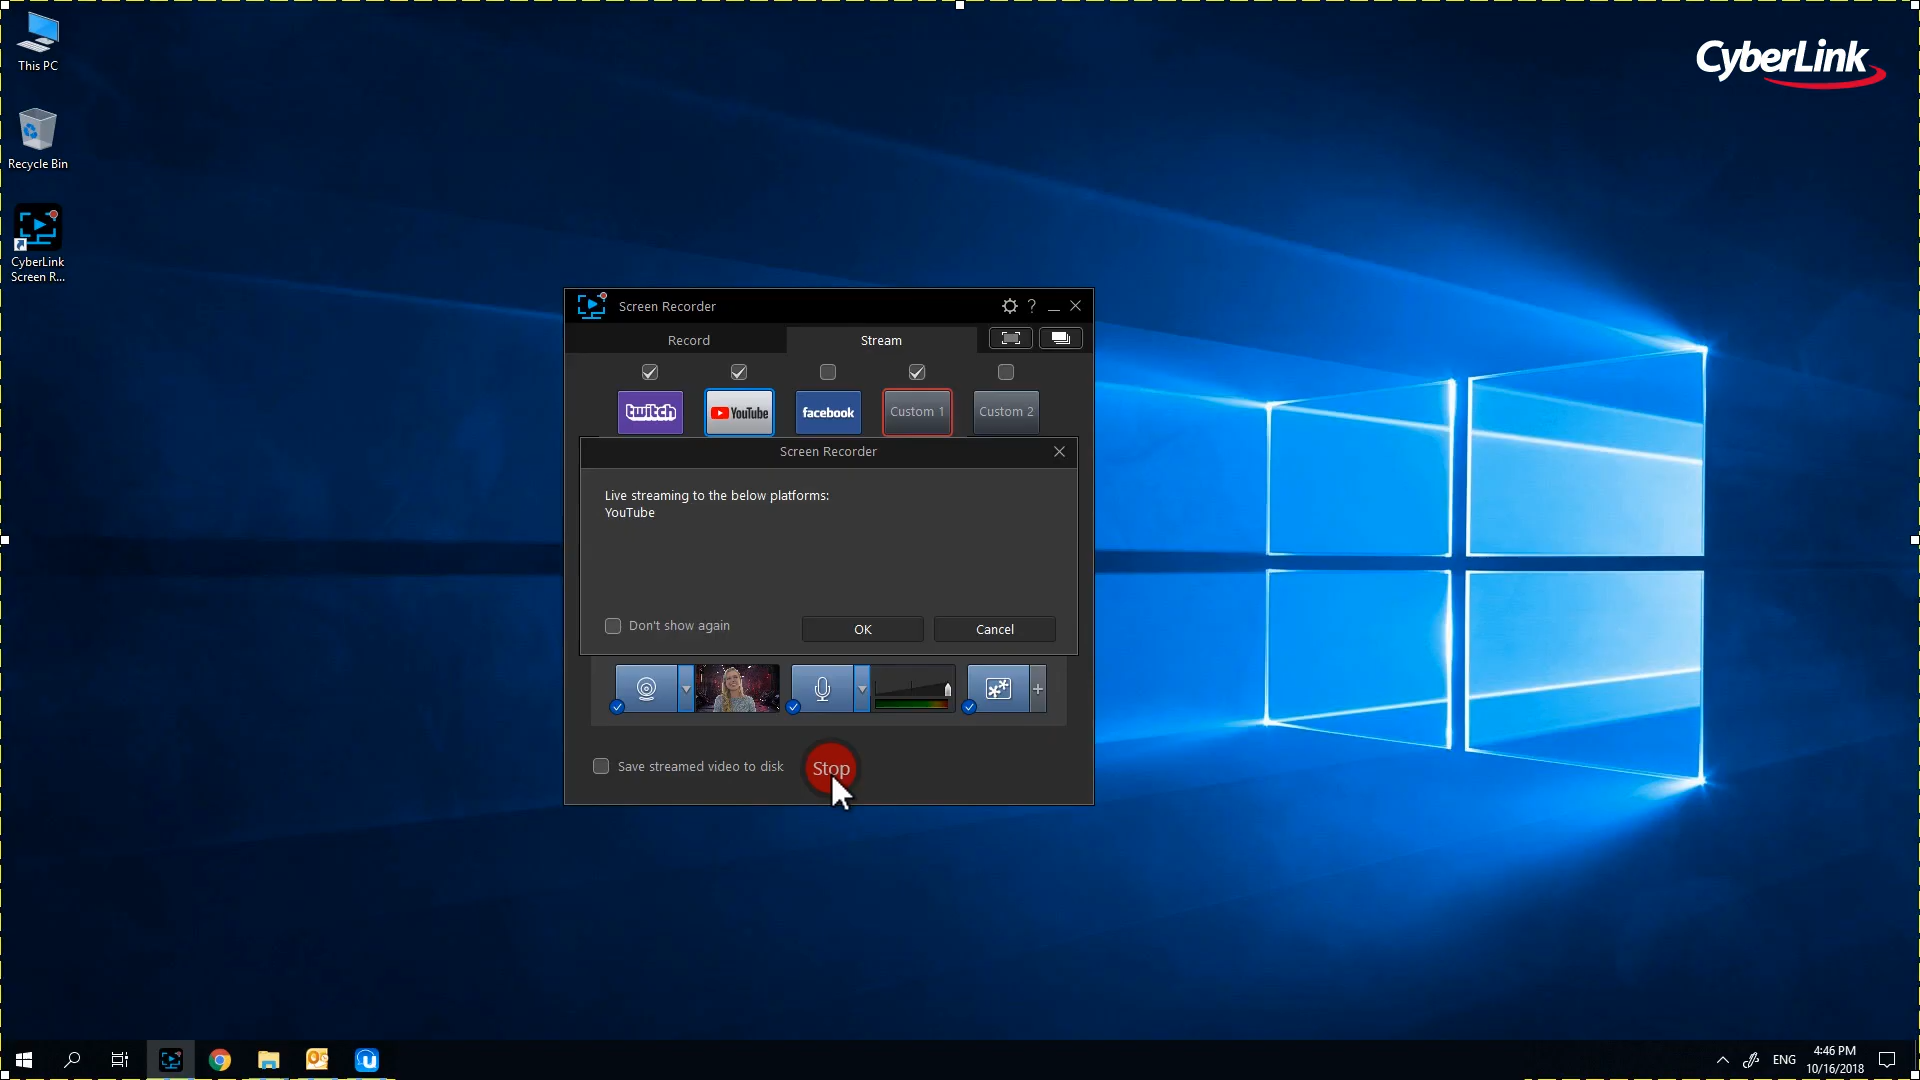 This PC
CyberLink
Recycle Bin
CyberLink
Screen R...
Screen Recorder
?
Record
Stream
twitch
YouTube
facebook
Custom 1
Custom 2
Screen Recorder
Live streaming to the below platforms:
YouTube
Don't show again
OK
Cancel
Save streamed video to disk
Stop
ENG
4:46 PM
10/16/2018